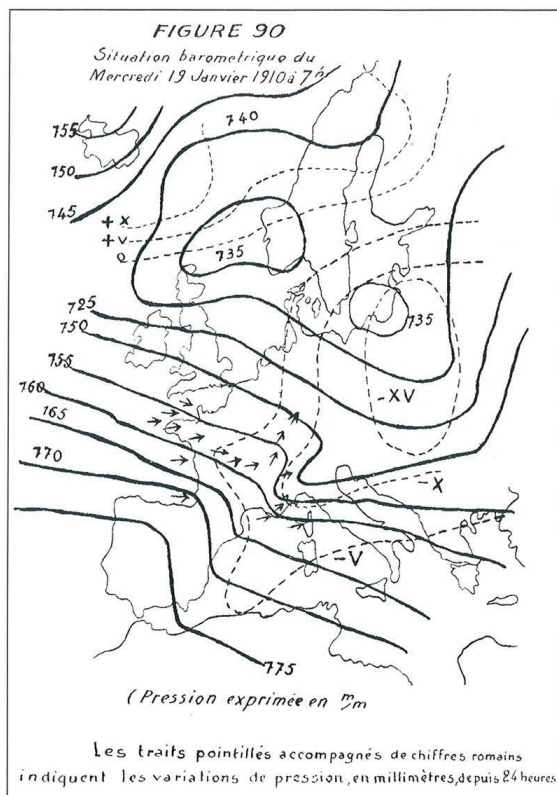 FIGURE 90
Situation barometrique du
Mercredi 19 Janvier 1910 à 7h
755
750
745
740
+ X
+ V
0
735
735
725
750
755
760
165
770
- XV
- X
- V
775
(Pression exprimée en m/m
Les traits pointillés accompagnés de chiffres romains
indiquent les variations de pression, en millimètres, depuis 24 heures